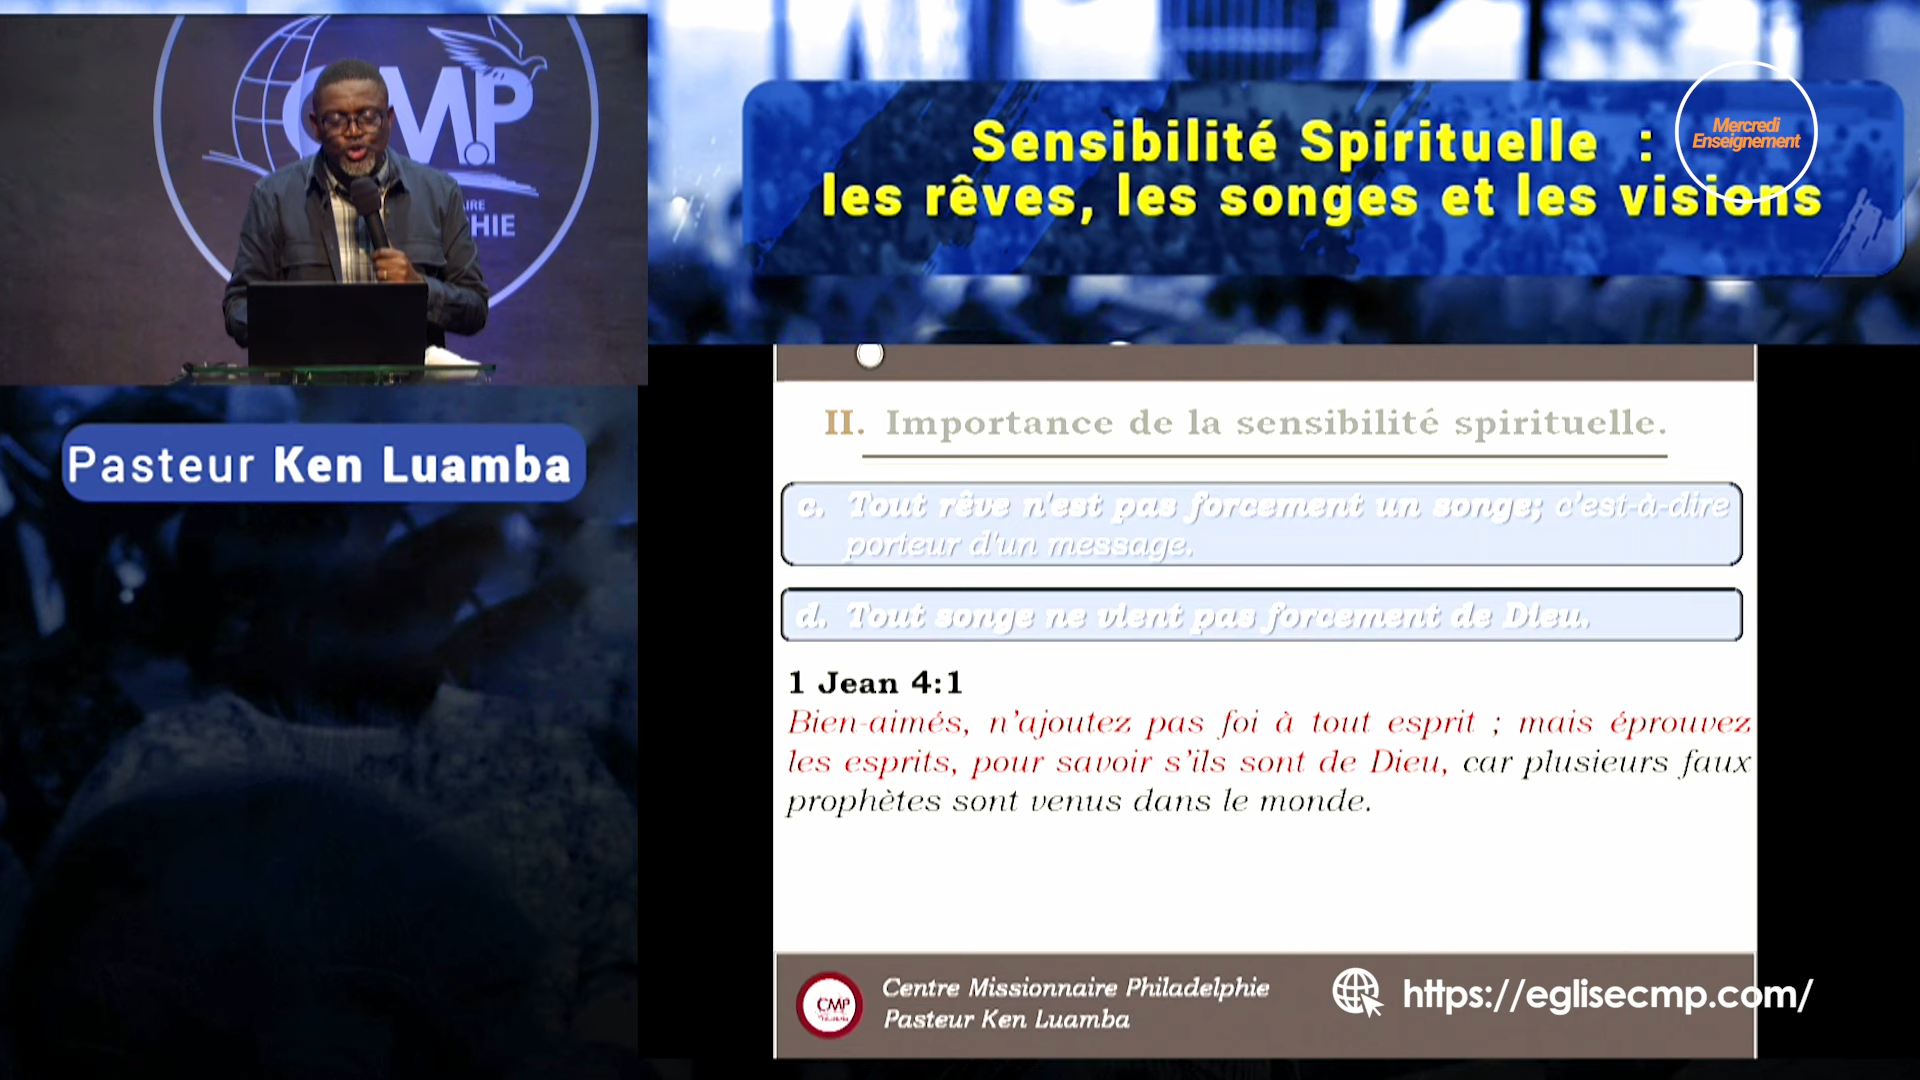 CMP
AIRE
HIE
Sensibilité Spirituelle :
les rêves, les songes et les visions
Mercredi
Enseignement
Pasteur Ken Luamba
II. Importance de la sensibilité spirituelle.
c. Tout rêve n'est pas forcement un songe; c'est-à-dire
porteur d'un message.
d. Tout songe ne vient pas forcement de Dieu.
1 Jean 4:1
Bien-aimés, n'ajoutez pas foi à tout esprit ; mais éprouvez
les esprits, pour savoir s'ils sont de Dieu, car plusieurs faux
prophètes sont venus dans le monde.
CMP
Centre Missionnaire Philadelphie
Pasteur Ken Luamba
https://eglisecmp.com/